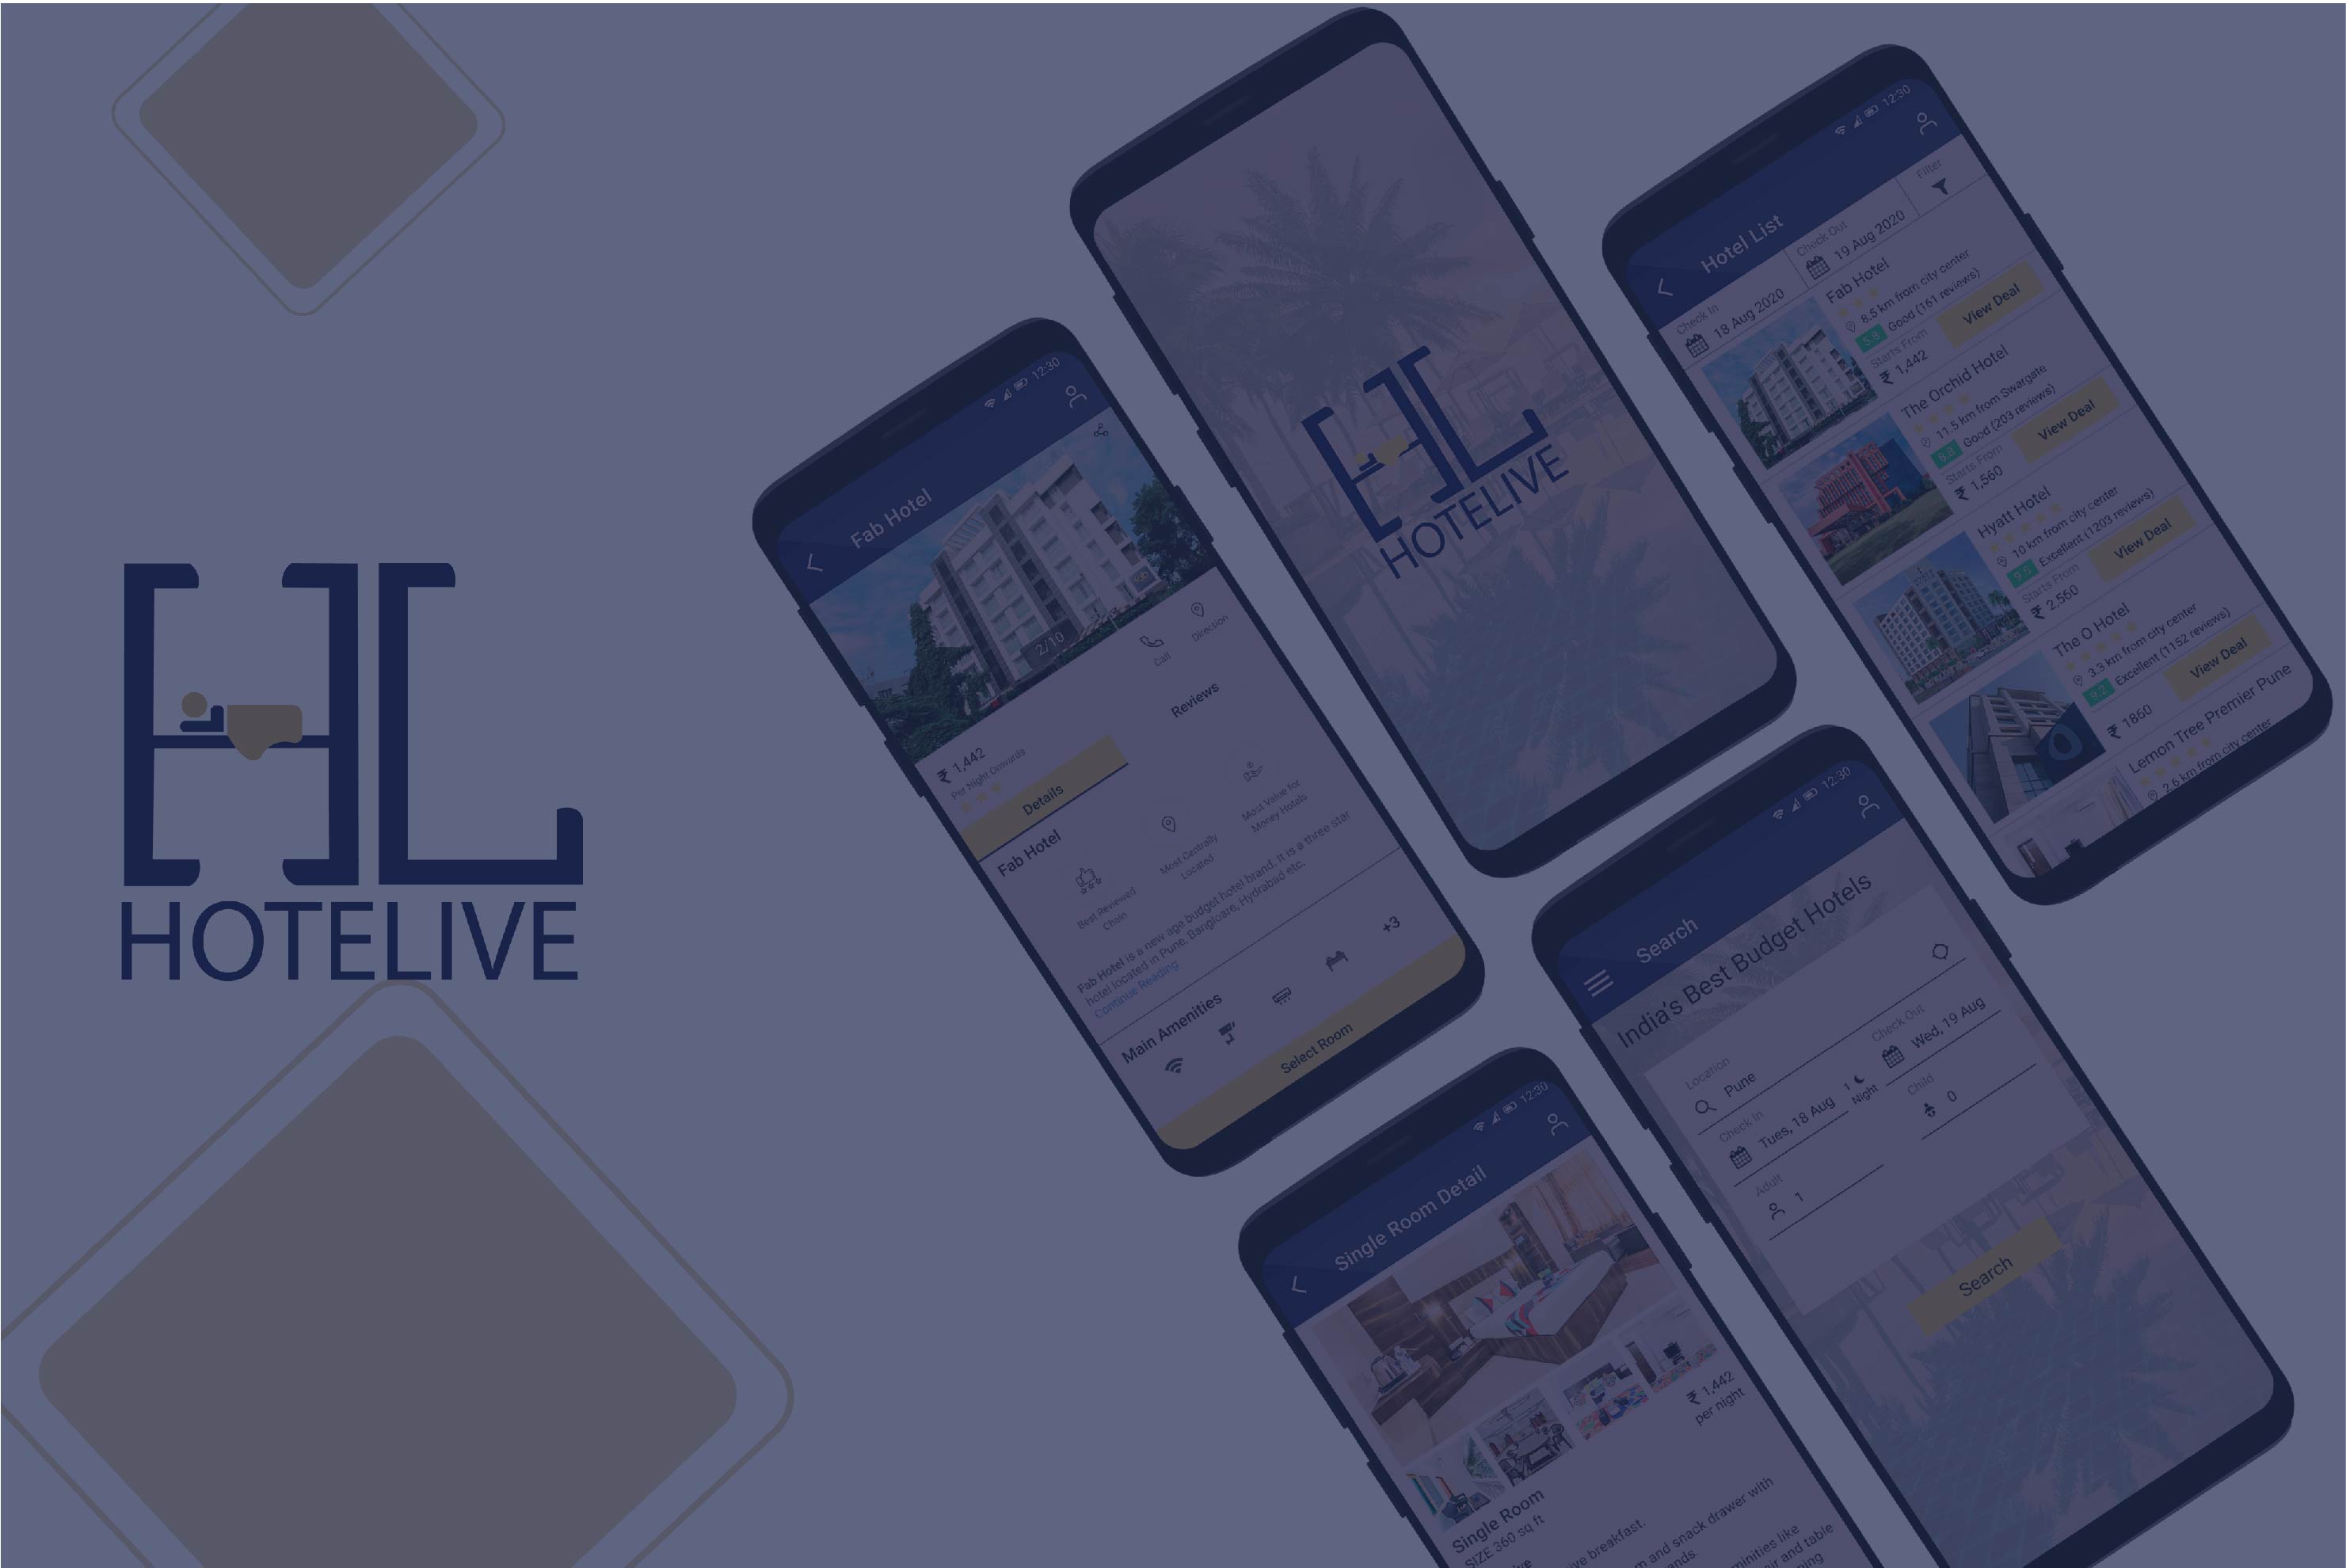 HL
HOTELIVE
12:30
Fab Hotel
2/10
₹ 1,442
Per Night Onwards
Call
Direction
Details
Reviews
Fab Hotel
Best Reviewed
Chain
Most Centrally
Located
Most Value for
Money Hotels
Fab Hotel is a new age budget hotel brand. It is a three star
hotel located in Pune, Bangloare, Hydrabad etc.
Continue Reading
Main Amenities
+3
Select Room
HL
HOTELIVE
12:30
Hotel List
Check In
18 Aug 2020
Check Out
19 Aug 2020
Filter
Fab Hotel
8.5 km from city center
Good (161 reviews)
Starts From
₹ 1,442
View Deal
The Orchid Hotel
11.5 km from Swargate
Good (203 reviews)
Starts From
₹ 1,560
View Deal
Hyatt Hotel
10 km from city center
9.5 Excellent (1203 reviews)
Starts From
₹ 2,560
View Deal
The O Hotel
3.3 km from city center
9.2 Excellent (1152 reviews)
₹ 1860
View Deal
Lemon Tree Premier Pune
2.6 km from city center
12:30
Search
India's Best Budget Hotels
Location
Pune
Check In
Tues, 18 Aug
1
Night
Check Out
Wed, 19 Aug
Adult
1
Child
0
Search
12:30
Single Room Detail
₹ 1,442
per night
Single Room
SIZE 360 sq ft
breakfast.
and snack drawer with
like
and table